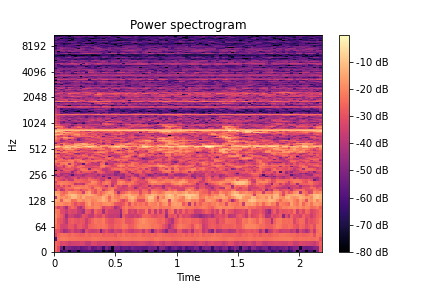 Power spectrogram
8192
4096
2048
1024
512
256
128
64
0
Hz
0
0.5
1
1.5
2
Time
-10 dB
-20 dB
-30 dB
-40 dB
-50 dB
-60 dB
-70 dB
-80 dB